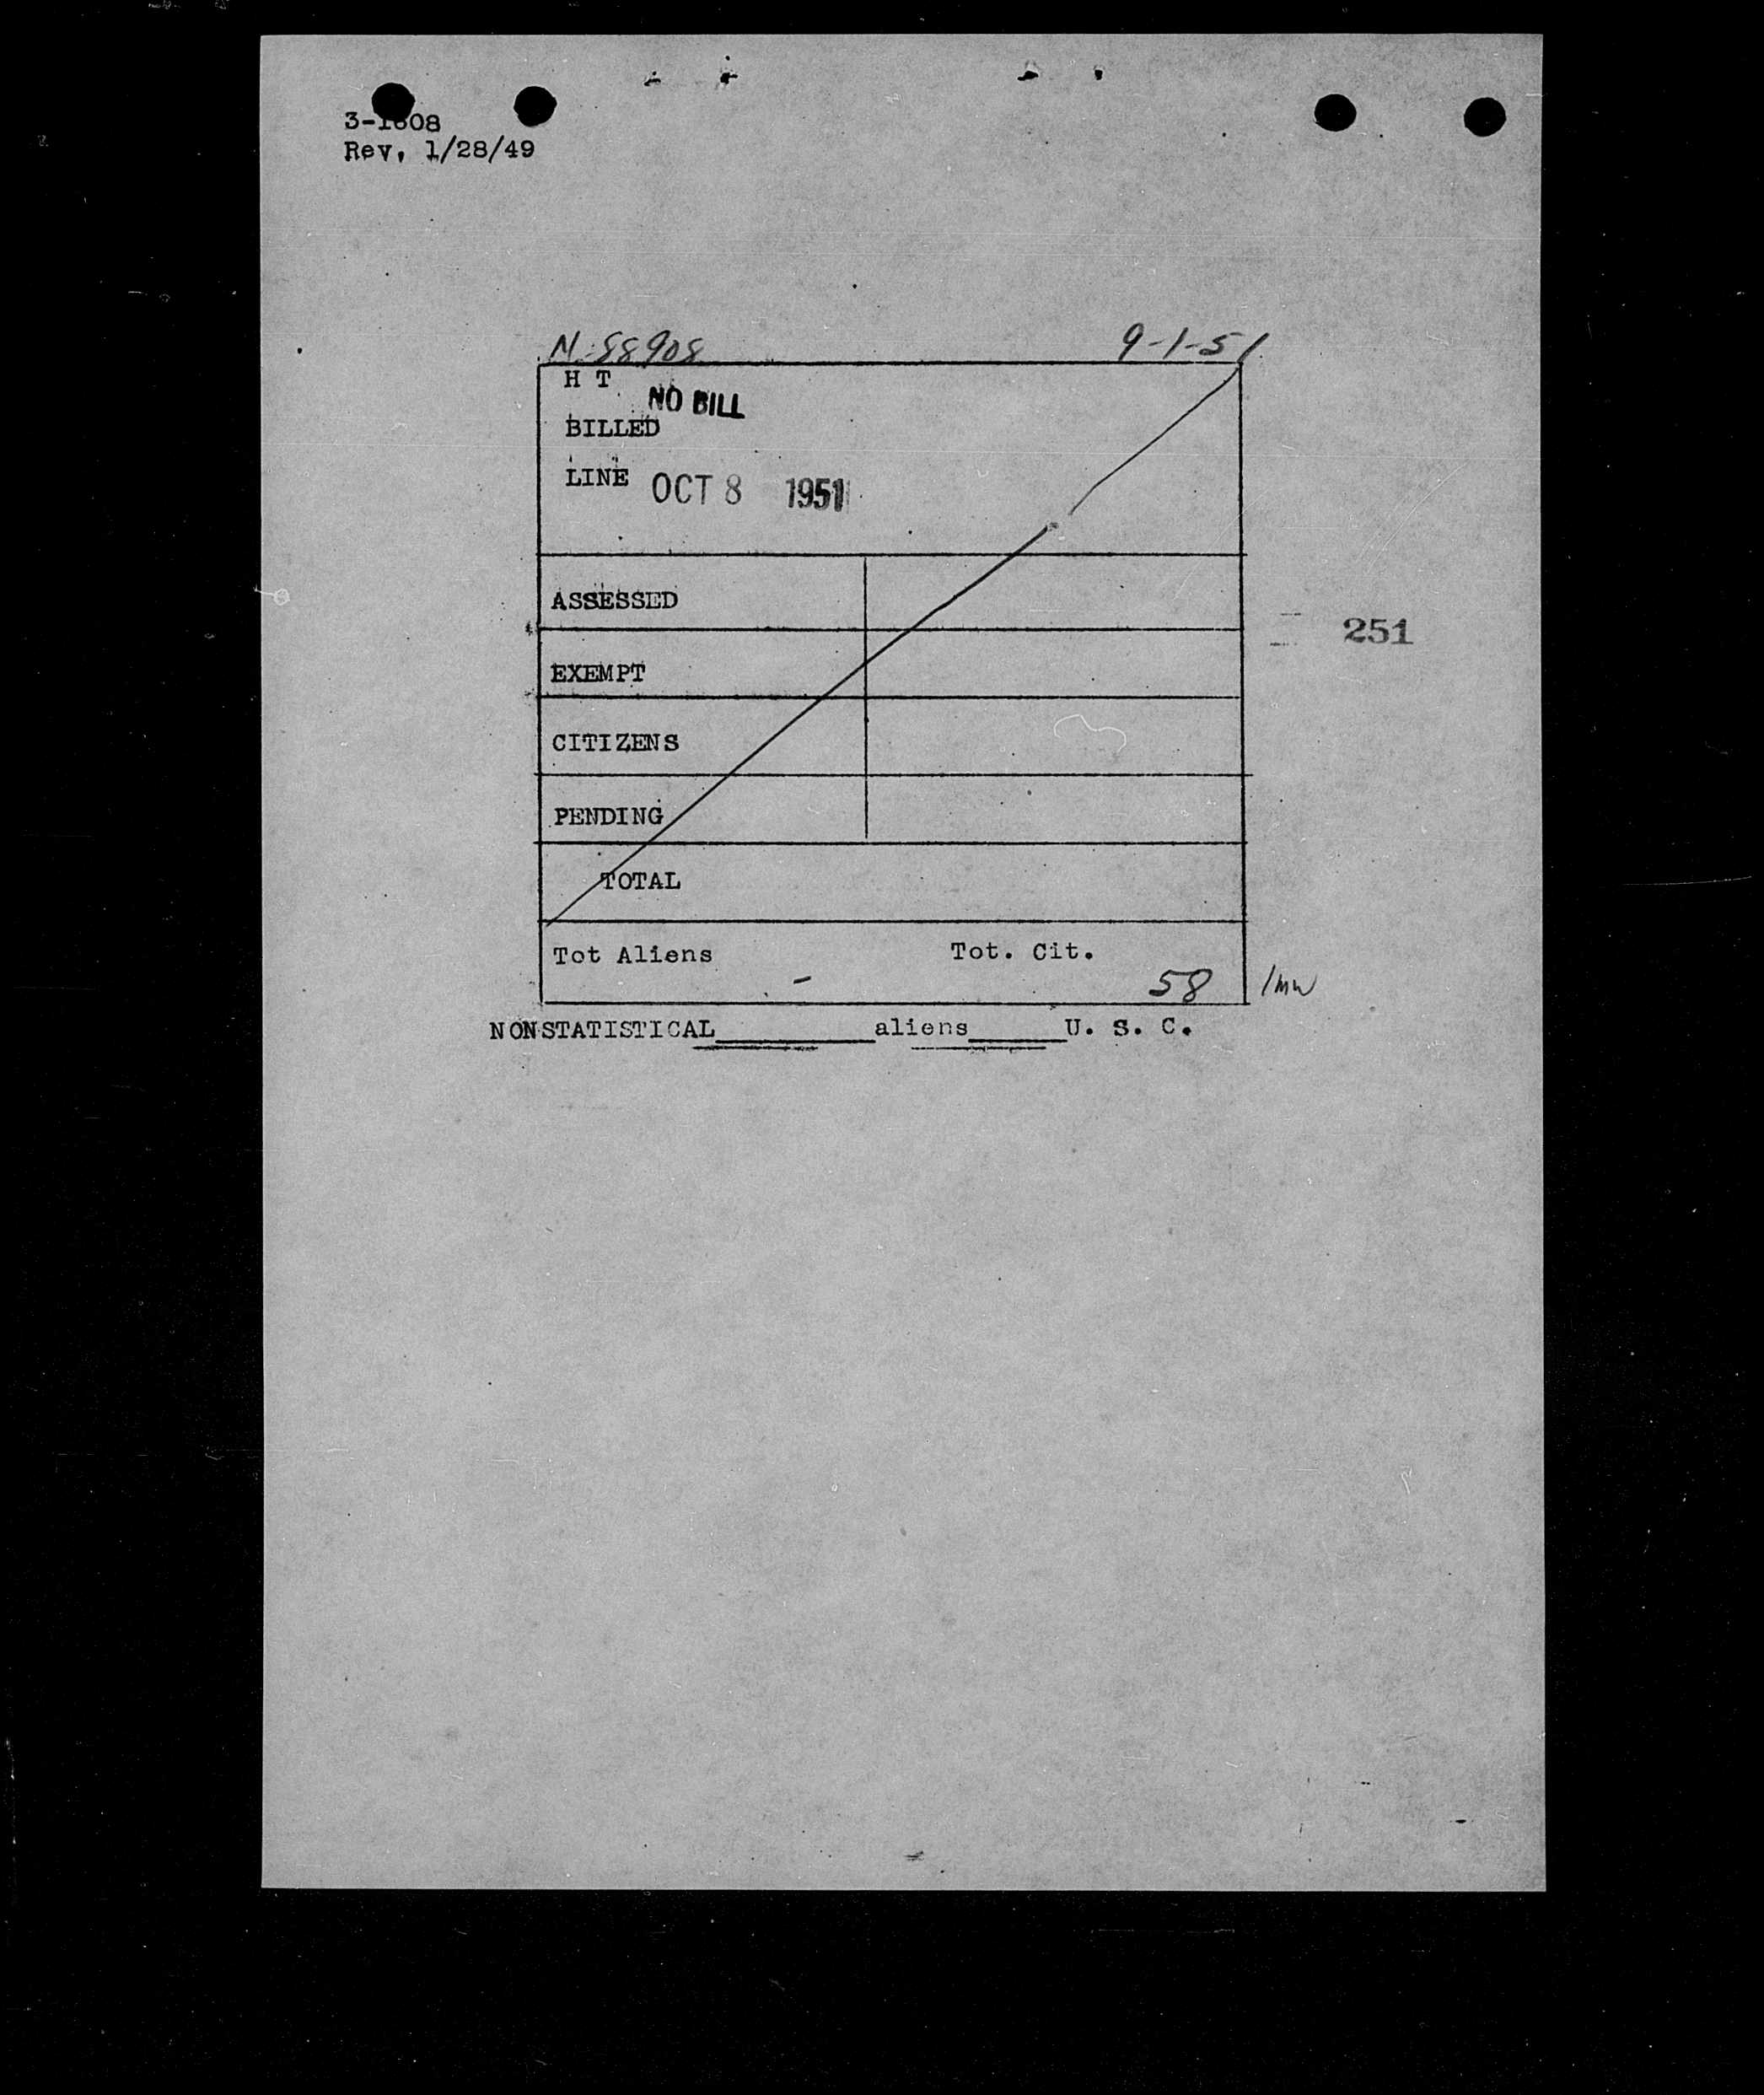 3-1608
Rev. 1/28/49
N-88908 9-1-51
H T
NO BILL
BILLED
LINE OCT 8 1951
ASSESSED
251
EXEMPT
CITIZENS
PENDING
TOTAL
Tot Aliens Tot. Cit.
- 58
NONSTATISTICAL aliens U. S. C.